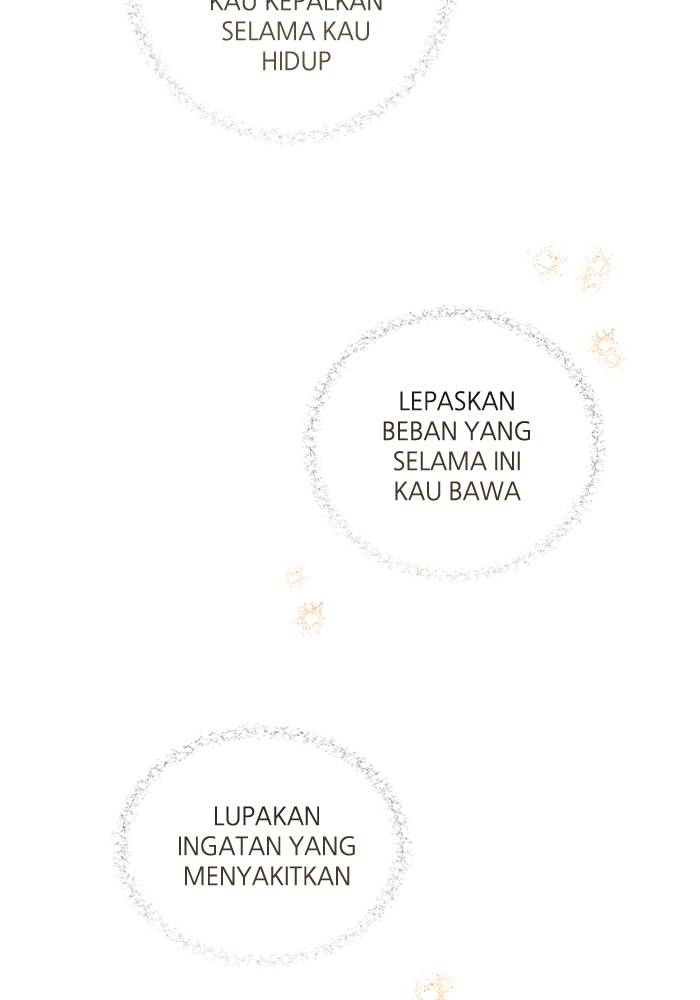 KAU KEPALKAN
SELAMA KAU
HIDUP
LEPASKAN
BEBAN YANG
SELAMA INI
KAU BAWA
LUPAKAN
INGATAN YANG
MENYAKITKAN